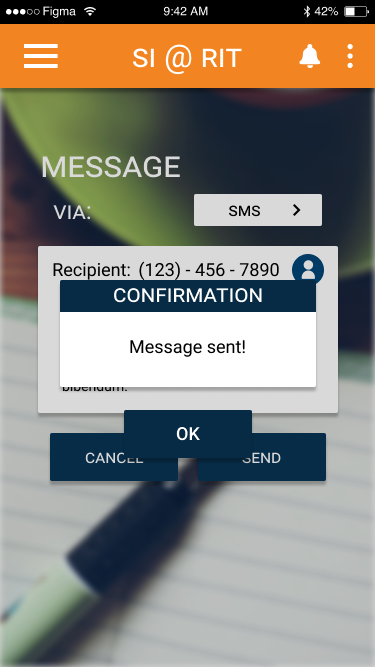 Figma 9:42 AM 42%
SI @ RIT
MESSAGE
VIA:
SMS
Recipient: (123) - 456 - 7890
CONFIRMATION
Message sent!
bibendum.
OK
CANCEL SEND